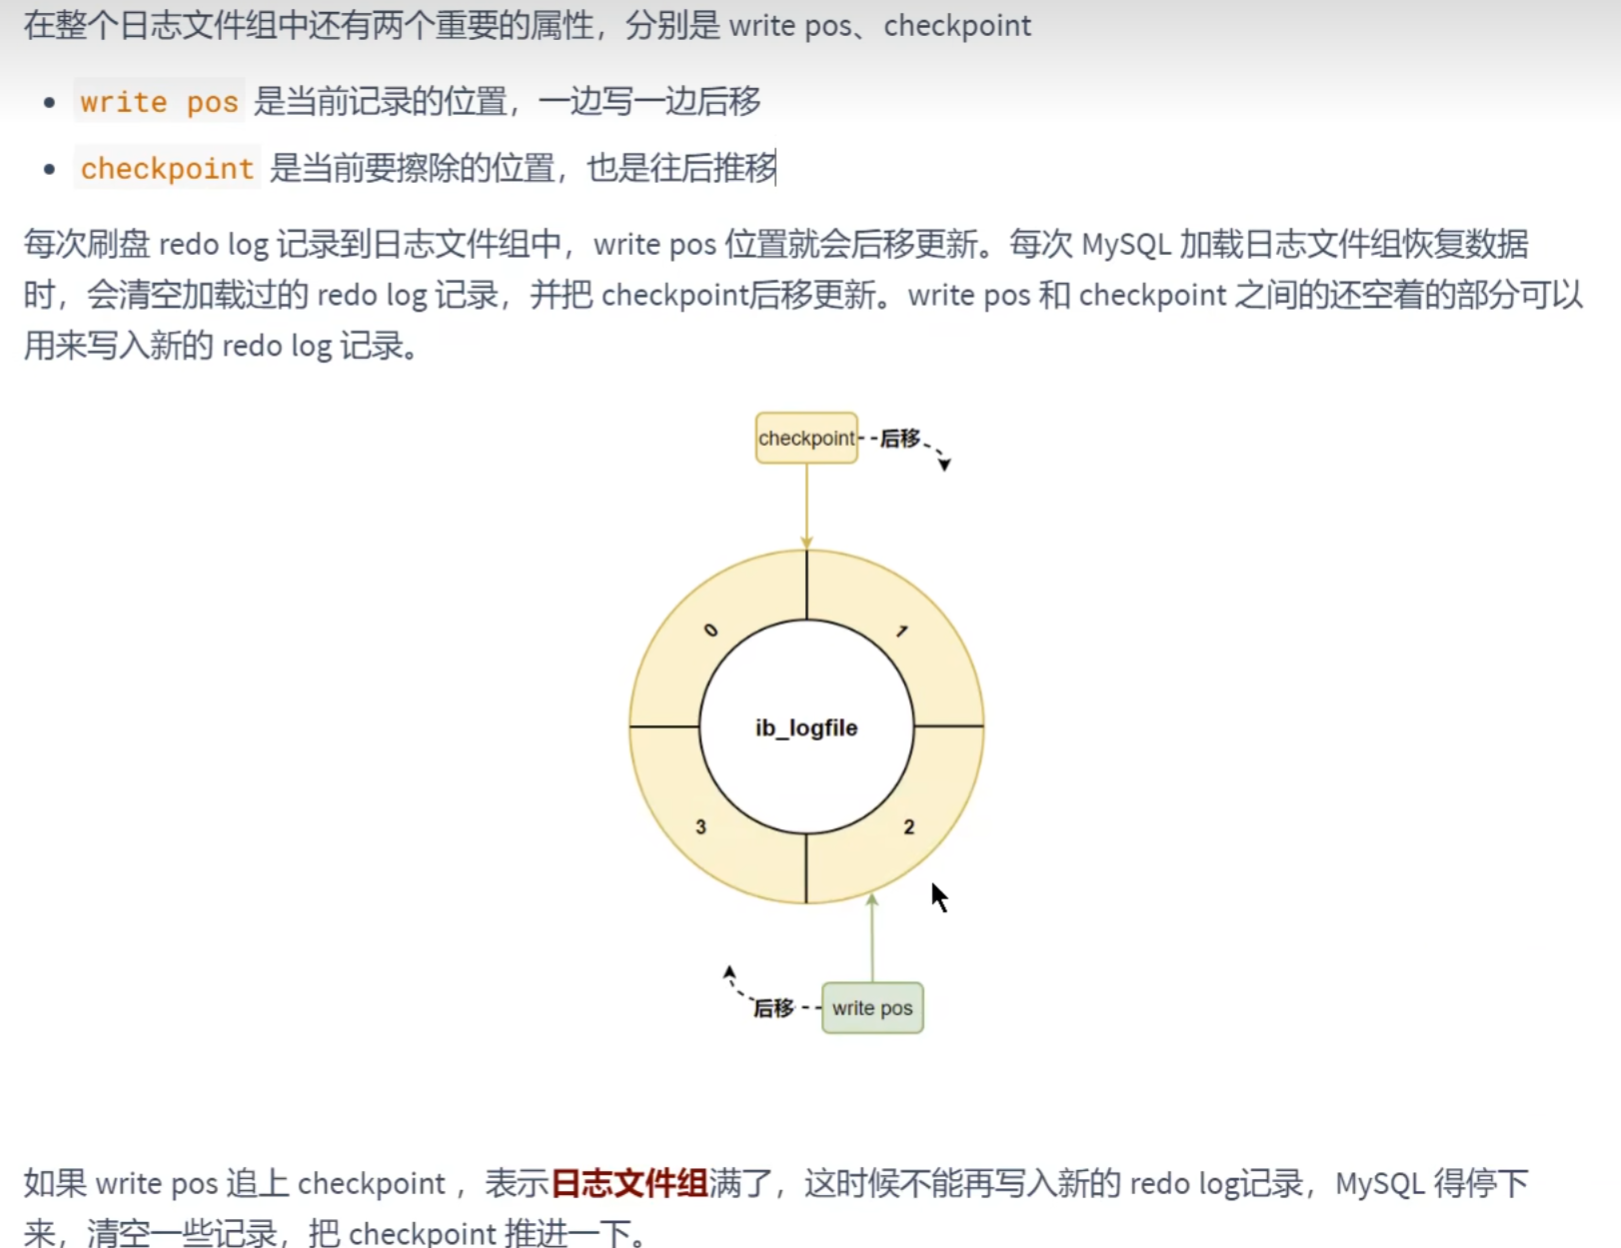 在整个日志文件组中还有两个重要的属性，分别是 write pos、checkpoint
write pos 是当前记录的位置，一边写一边后移
checkpoint 是当前要擦除的位置，也是往后推移
每次刷盘 redo log 记录到日志文件组中，write pos 位置就会后移更新。每次 MySQL 加载日志文件组恢复数据
时，会清空加载过的 redo log 记录，并把 checkpoint后移更新。write pos 和 checkpoint 之间的还空着的部分可以
用来写入新的 redo log 记录。
checkpoint
后移
0
1
ib_logfile
3
2
后移
write pos
如果 write pos 追上 checkpoint ，表示日志文件组满了，这时候不能再写入新的 redo log记录，MySQL 得停下
来，清空一些记录，把 checkpoint 推进一下。